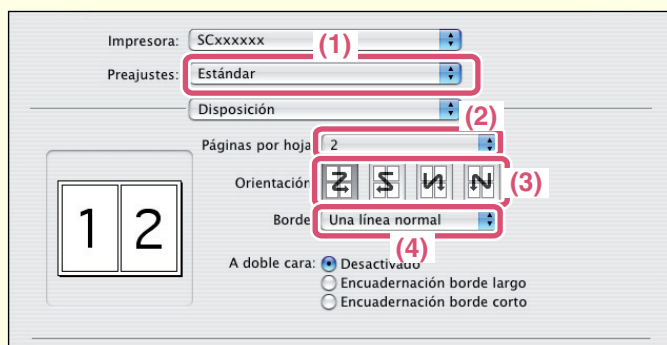 Impresora: SCxxxxxx
(1)
Preajustes: Estándar
Disposición
(2)
Páginas por hoja 2
Orientación (3)
Borde Una línea normal
(4)
1 2
A doble cara: Desactivado
Encuadernación borde largo
Encuadernación borde corto